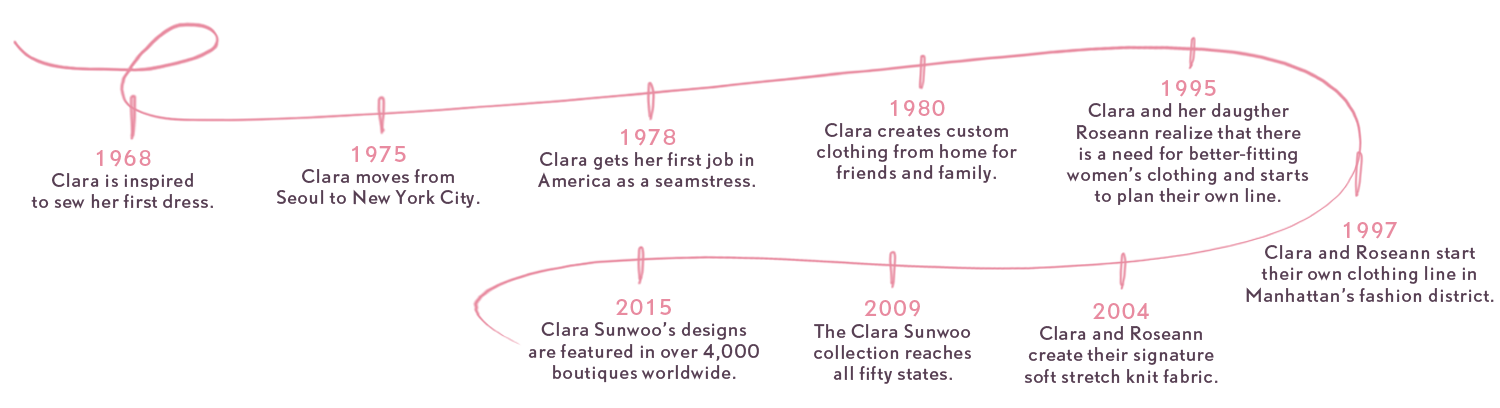 1968
Clara is inspired
to sew her first dress.
1975
Clara moves from
Seoul to New York City.
1978
Clara gets her first job in
America as a seamstress.
1980
Clara creates custom
clothing from home for
friends and family.
1995
Clara and her daugther
Roseann realize that there
is a need for better-fitting
women's clothing and starts
to plan their own line.
1997
Clara and Roseann start
their own clothing line in
Manhattan's fashion district.
2004
Clara and Roseann
create their signature
soft stretch knit fabric.
2009
The Clara Sunwoo
collection reaches
all fifty states.
2015
Clara Sunwoo's designs
are featured in over 4,000
boutiques worldwide.